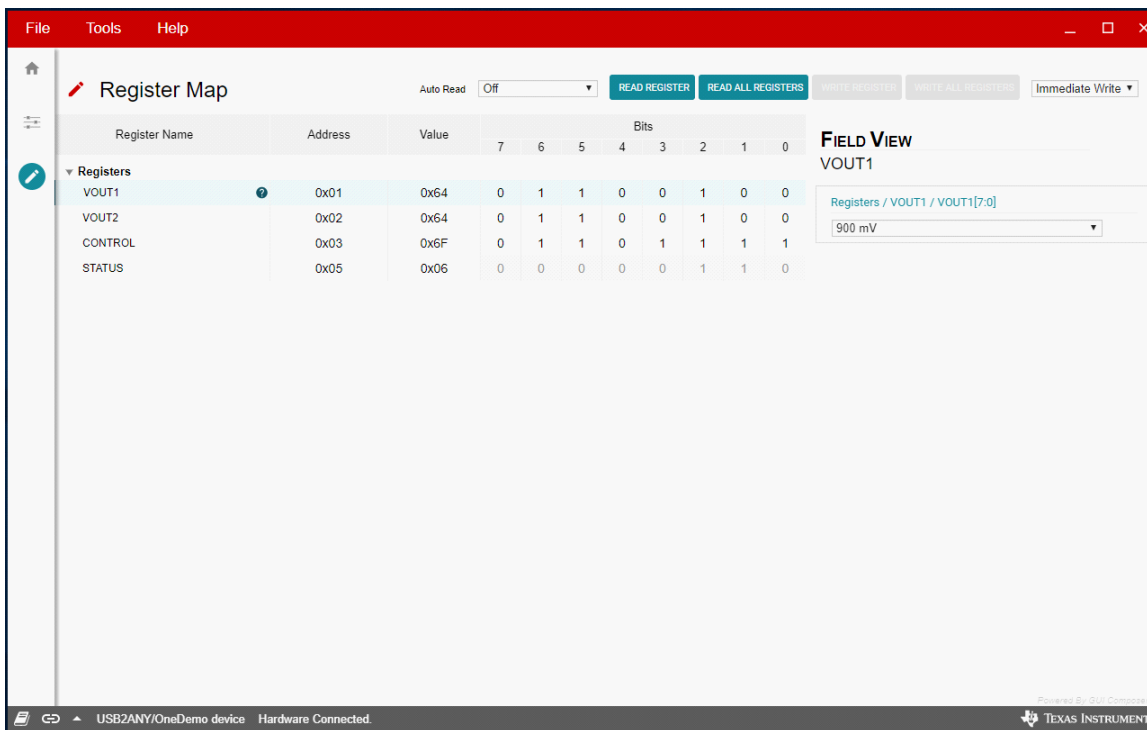 File Tools Help
Register Map Auto Read Off READ REGISTER READ ALL REGISTERS WRITE REGISTER WRITE ALL REGISTERS Immediate Write
Register Name Address Value Bits
7 6 5 4 3 2 1 0
FIELD VIEW
VOUT1
Registers
VOUT1 ? 0x01 0x64 0 1 1 0 0 1 0 0
VOUT2 0x02 0x64 0 1 1 0 0 1 0 0
CONTROL 0x03 0x6F 0 1 1 0 1 1 1 1
STATUS 0x05 0x06 0 0 0 0 0 1 1 0
Registers / VOUT1 / VOUT1[7:0]
900 mV
Powered By GUI Compose
USB2ANY/OneDemo device Hardware Connected. TEXAS INSTRUMENT